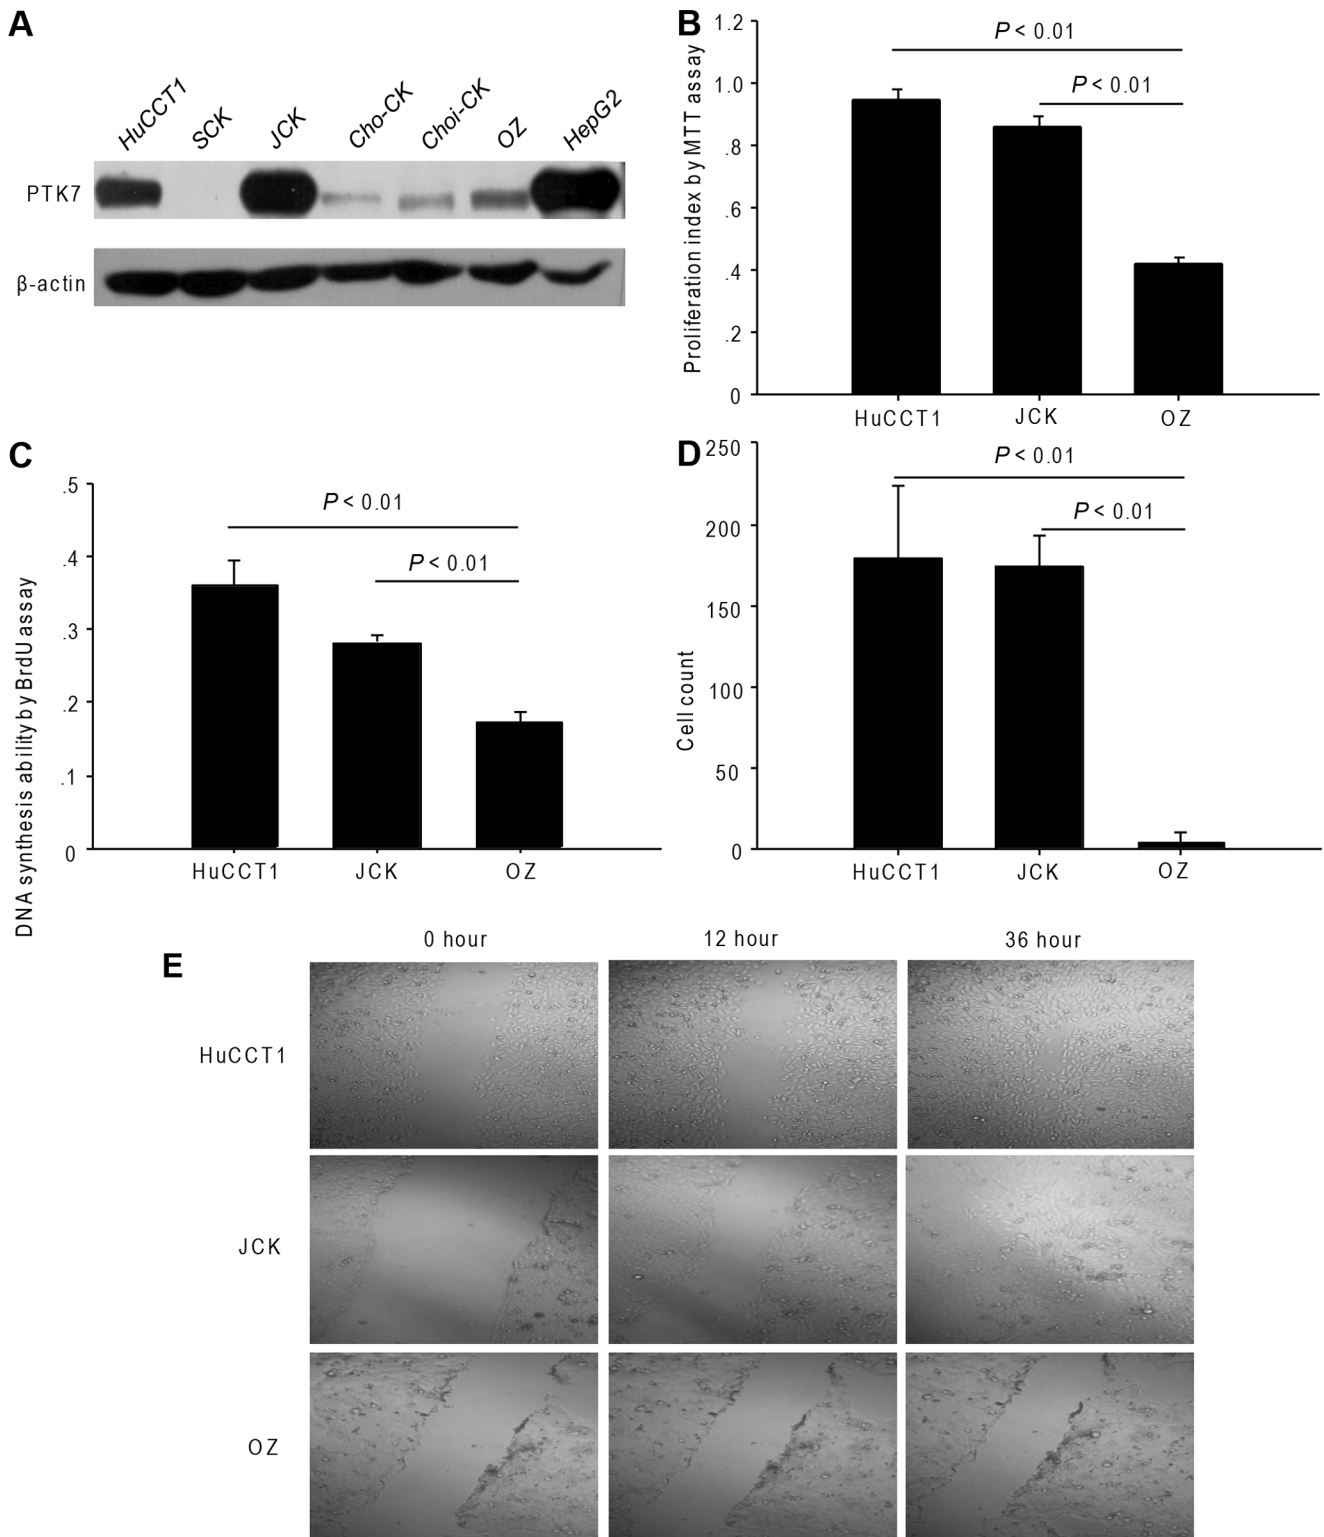 A
HuCCT1 SCK JCK Cho-CK Choi-CK OZ HepG2
PTK7
β-actin
B
Proliferation index by MTT assay
1.2
1.0
.8
.6
.4
.2
0
P < 0.01
P < 0.01
HuCCT1 JCK OZ
C
DNA synthesis ability by BrdU assay
.5
.4
.3
.2
.1
0
P < 0.01
P < 0.01
HuCCT1 JCK OZ
D
Cell count
250
200
150
100
50
0
P < 0.01
P < 0.01
HuCCT1 JCK OZ
E
0 hour 12 hour 36 hour
HuCCT1
JCK
OZ